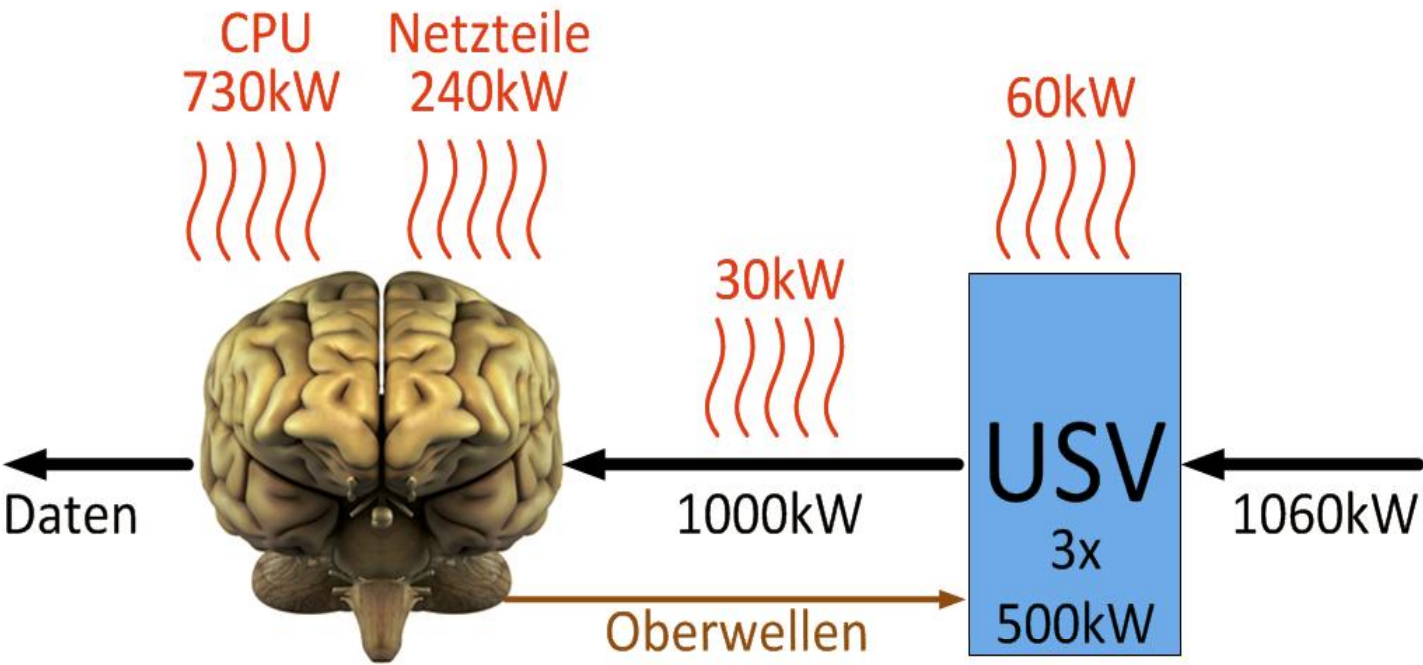 CPU
730kW
Netzteile
240kW
60kW
30kW
Daten
1000kW
USV
3x
500kW
1060kW
Oberwellen